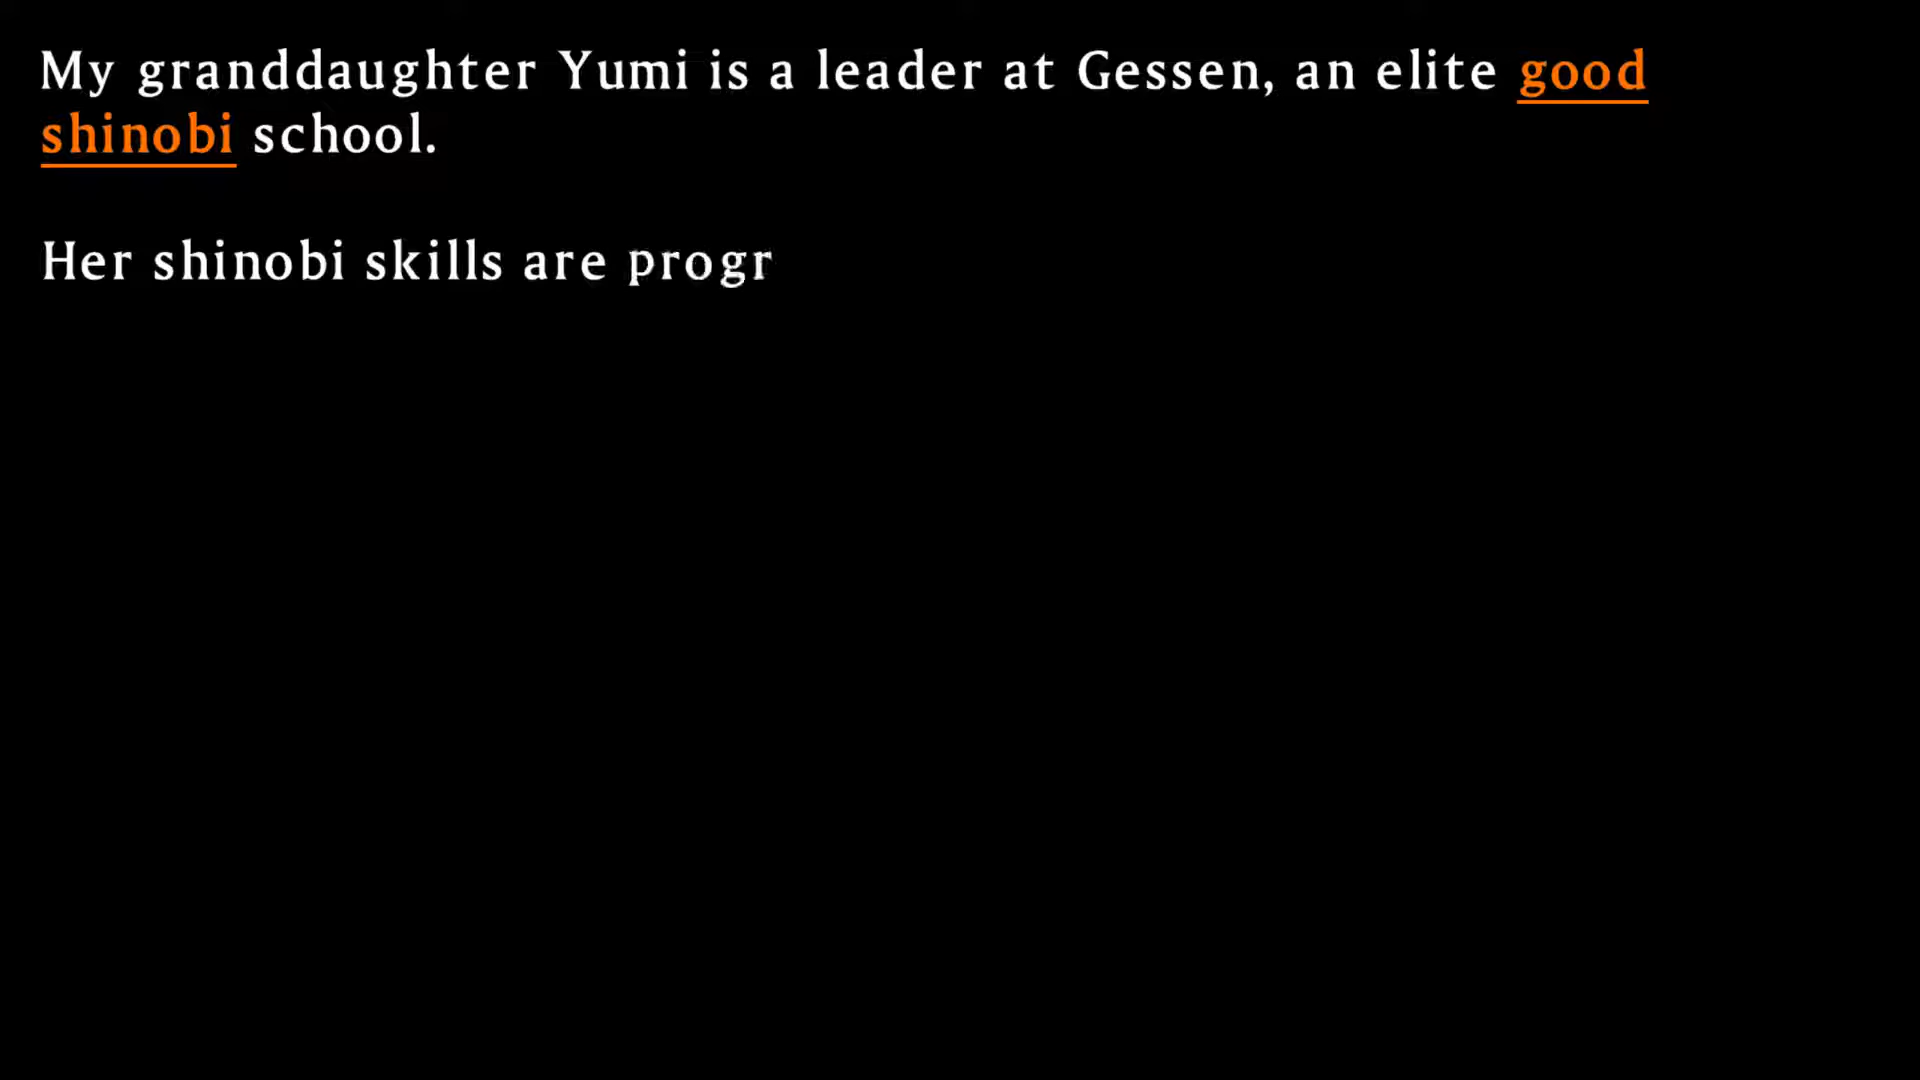 My granddaughter Yumi is a leader at Gessen, an elite good
shinobi school.
Her shinobi skills are progr